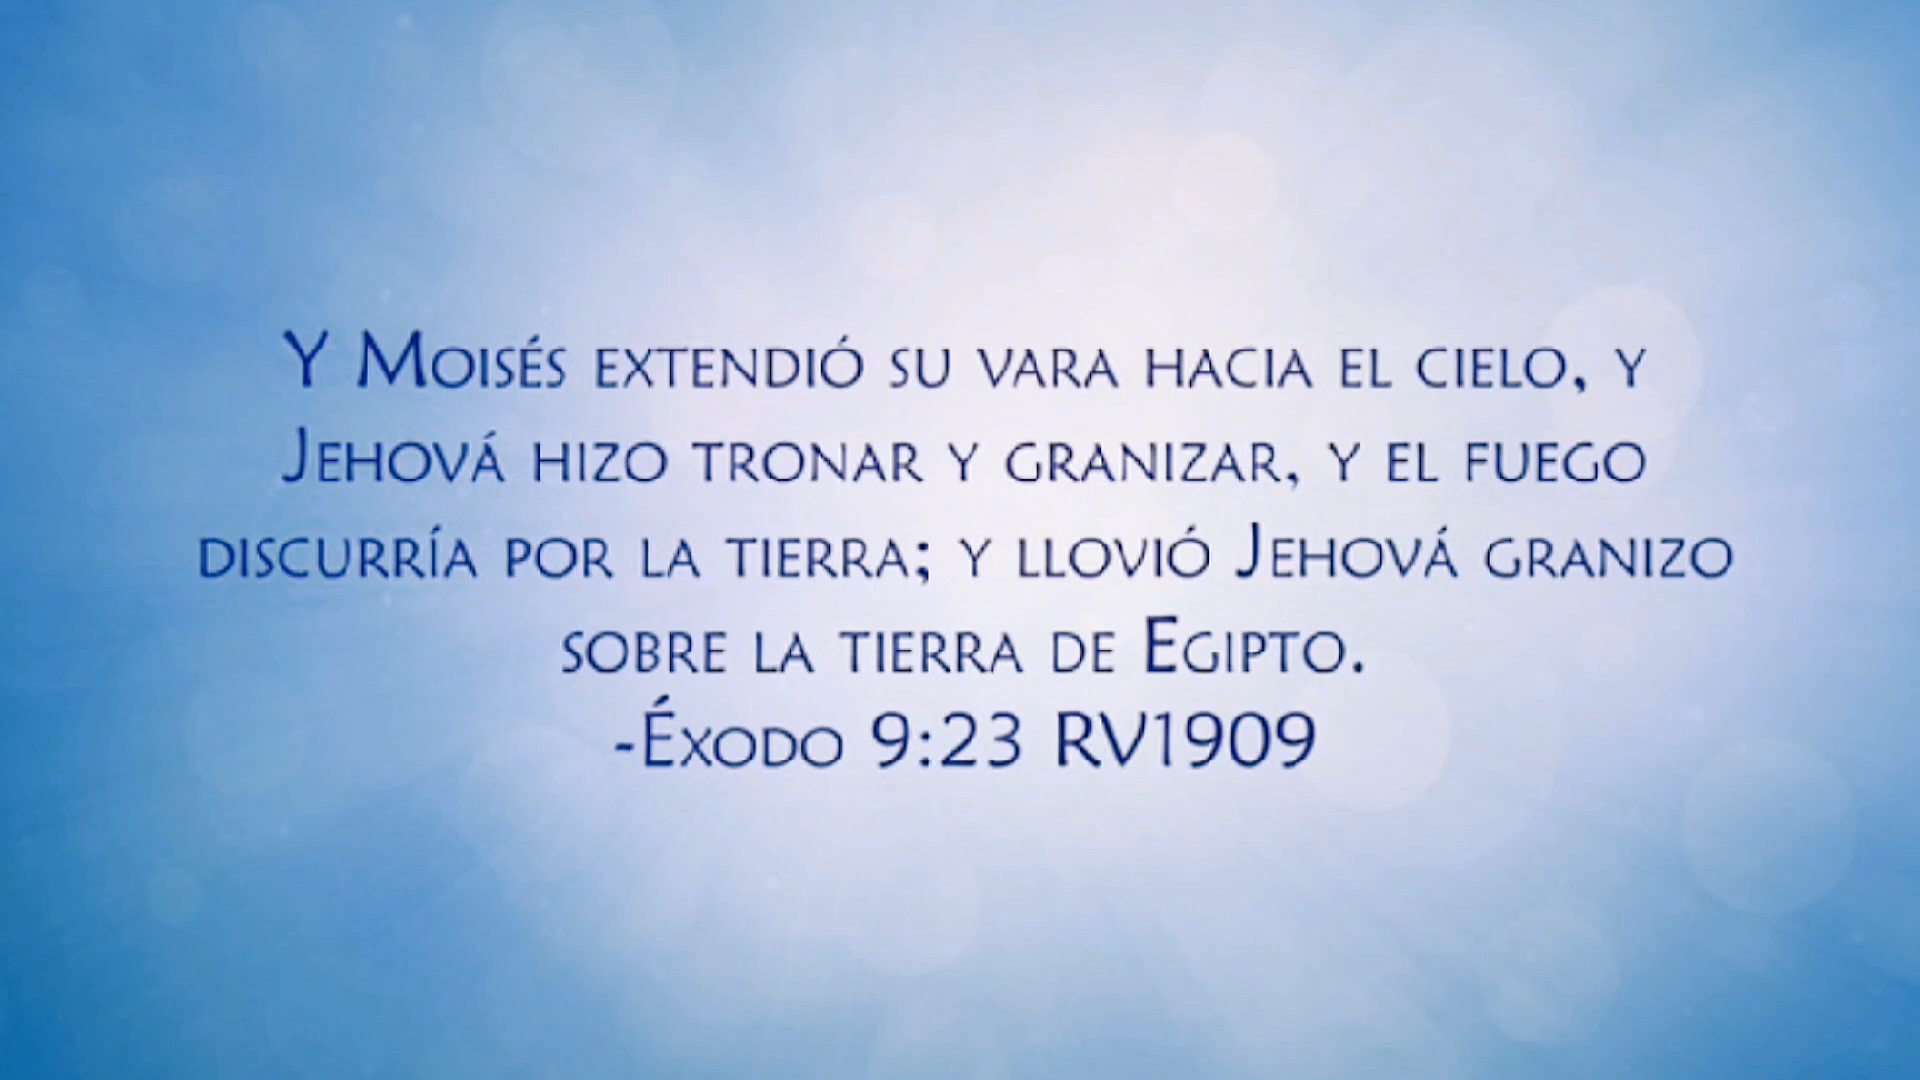 Y Moisés extendió su vara hacia el cielo, y
Jehová hizo tronar y granizar, y el fuego
discurría por la tierra; y llovió Jehová granizo
sobre la tierra de Egipto.
-Éxodo 9:23 RV1909